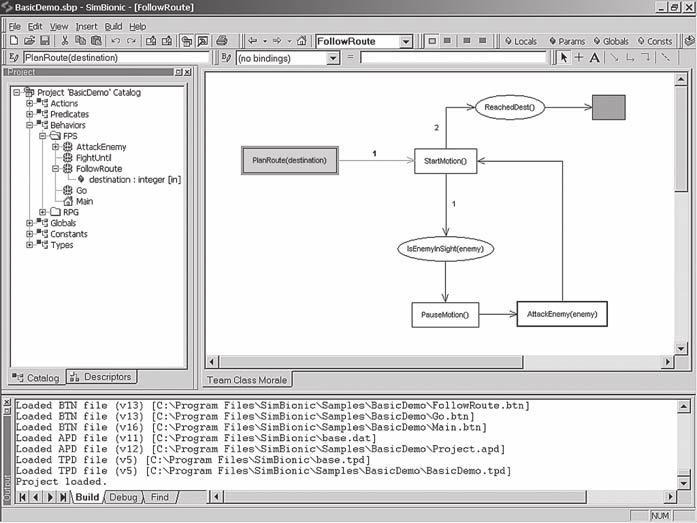 BasicDemo.sbp - SimBionic - [FollowRoute]
File Edit View Insert Build Help
FollowRoute
Locals Params Globals Consts
PlanRoute(destination)
(no bindings)
=
A
Project
Project 'BasicDemo' Catalog
Actions
Predicates
Behaviors
FPS
AttackEnemy
FightUntil
FollowRoute
destination : integer [in]
Go
Main
RPG
Globals
Constants
Types
Catalog Descriptors
ReachedDest()
2
PlanRoute(destination)
1
StartMotion()
1
IsEnemyInSight(enemy)
PauseMotion()
AttackEnemy(enemy)
Team Class Morale
Loaded BTN file (v13) [C:\Program Files\SimBionic\Samples\BasicDemo\FollowRoute.btn]
Loaded BTN file (v13) [C:\Program Files\SimBionic\Samples\BasicDemo\Go.btn]
Loaded BTN file (v16) [C:\Program Files\SimBionic\Samples\BasicDemo\Main.btn]
Loaded APD file (v11) [C:\Program Files\SimBionic\base.dat]
Loaded APD file (v12) [C:\Program Files\SimBionic\Samples\BasicDemo\Project.apd]
Loaded TPD file (v5) [C:\Program Files\SimBionic\base.tpd]
Loaded TPD file (v5) [C:\Program Files\SimBionic\Samples\BasicDemo\BasicDemo.tpd]
Project loaded.
Output
Build Debug Find
NUM